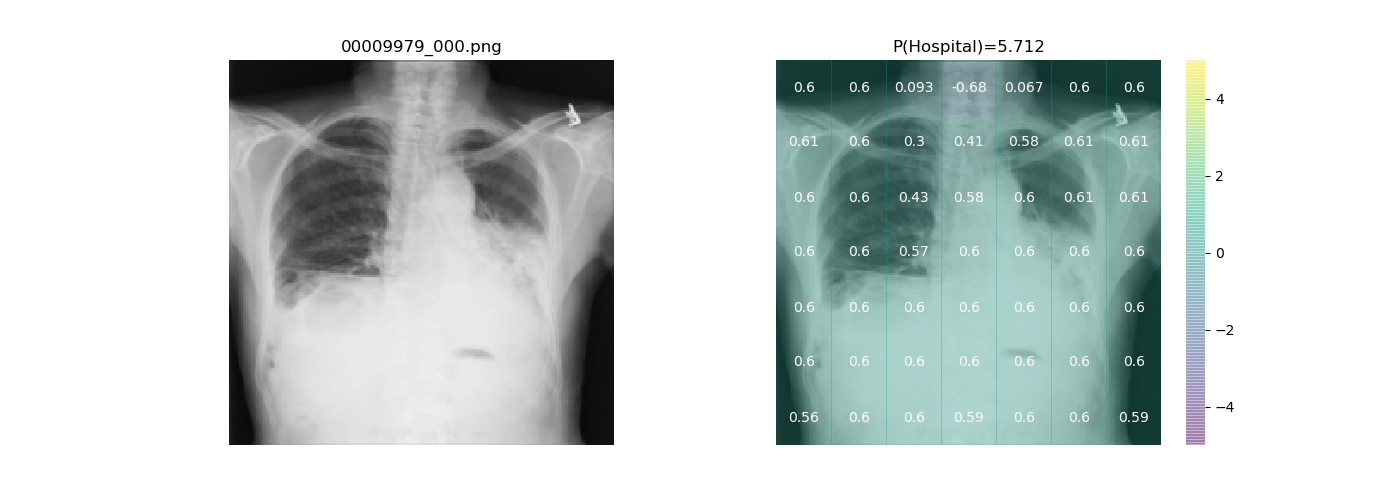 00009979_000.png
P(Hospital)=5.712
0.6 0.6 0.093 -0.68 0.067 0.6 0.6
0.61 0.6 0.3 0.41 0.58 0.61 0.61
0.6 0.6 0.43 0.58 0.6 0.61 0.61
0.6 0.6 0.57 0.6 0.6 0.6 0.6
0.6 0.6 0.6 0.6 0.6 0.6 0.6
0.6 0.6 0.6 0.6 0.6 0.6 0.6
0.56 0.6 0.6 0.59 0.6 0.6 0.59
4
2
0
−2
−4